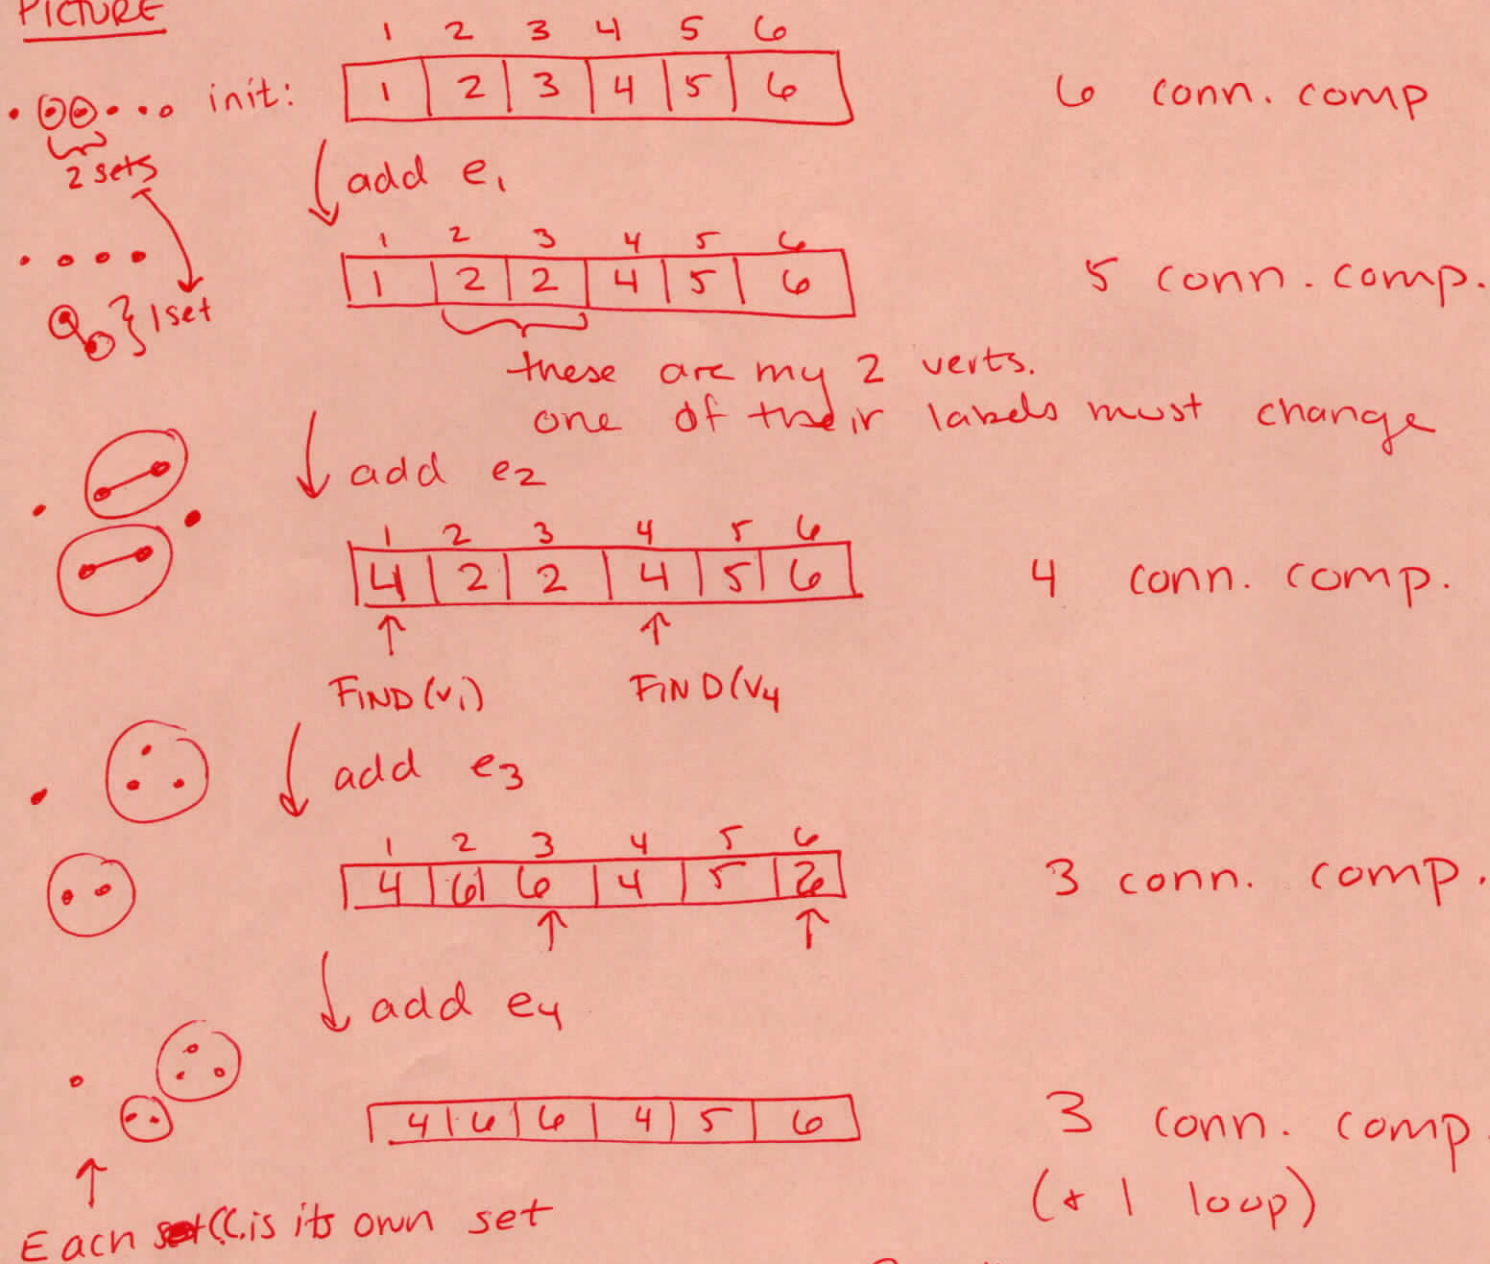 PICTURE
1 2 3 4 5 6
init: 1 2 3 4 5 6 6 conn. comp
2 sets
add e1
1 2 3 4 5 6
1 2 2 4 5 6 5 conn. comp.
1 set
these are my 2 verts.
one of their labels must change
add e2
1 2 3 4 5 6
4 2 2 4 5 6 4 conn. comp.
FIND(v1) FIND(v4
add e3
1 2 3 4 5 6
4 6 6 4 5 3 conn. comp.
add e4
4 6 6 4 5 6 3 conn. comp.
(+ 1 loop)
Each CC is its own set